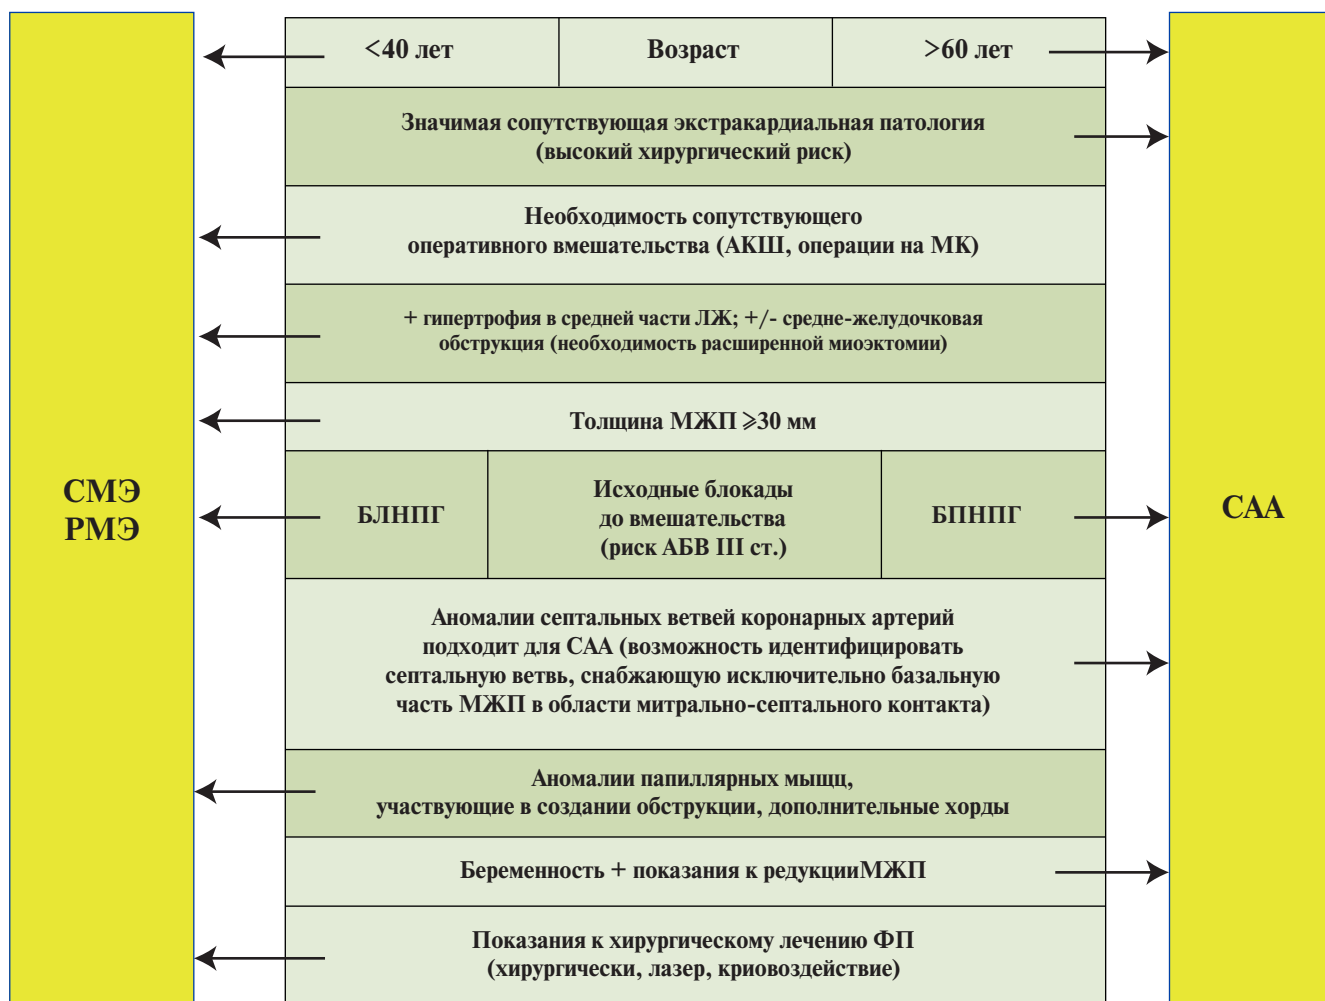 <40 лет
Возраст
>60 лет
Значимая сопутствующая экстракардиальная патология
(высокий хирургический риск)
Необходимость сопутствующего
оперативного вмешательства (АКШ, операции на МК)
+ гипертрофия в средней части ЛЖ; +/- средне-желудочковая
обструкция (необходимость расширенной миоэктомии)
Толщина МЖП ⩾30 мм
СМЭ
РМЭ
БЛНПГ
Исходные блокады
до вмешательства
(риск АБВ III ст.)
БПНПГ
САА
Аномалии септальных ветвей коронарных артерий
подходит для САА (возможность идентифицировать
септальную ветвь, снабжающую исключительно базальную
часть МЖП в области митрально-септального контакта)
Аномалии папиллярных мыщц,
участвующие в создании обструкции, дополнительные хорды
Беременность + показания к редукцииМЖП
Показания к хирургическому лечению ФП
(хирургически, лазер, криовоздействие)